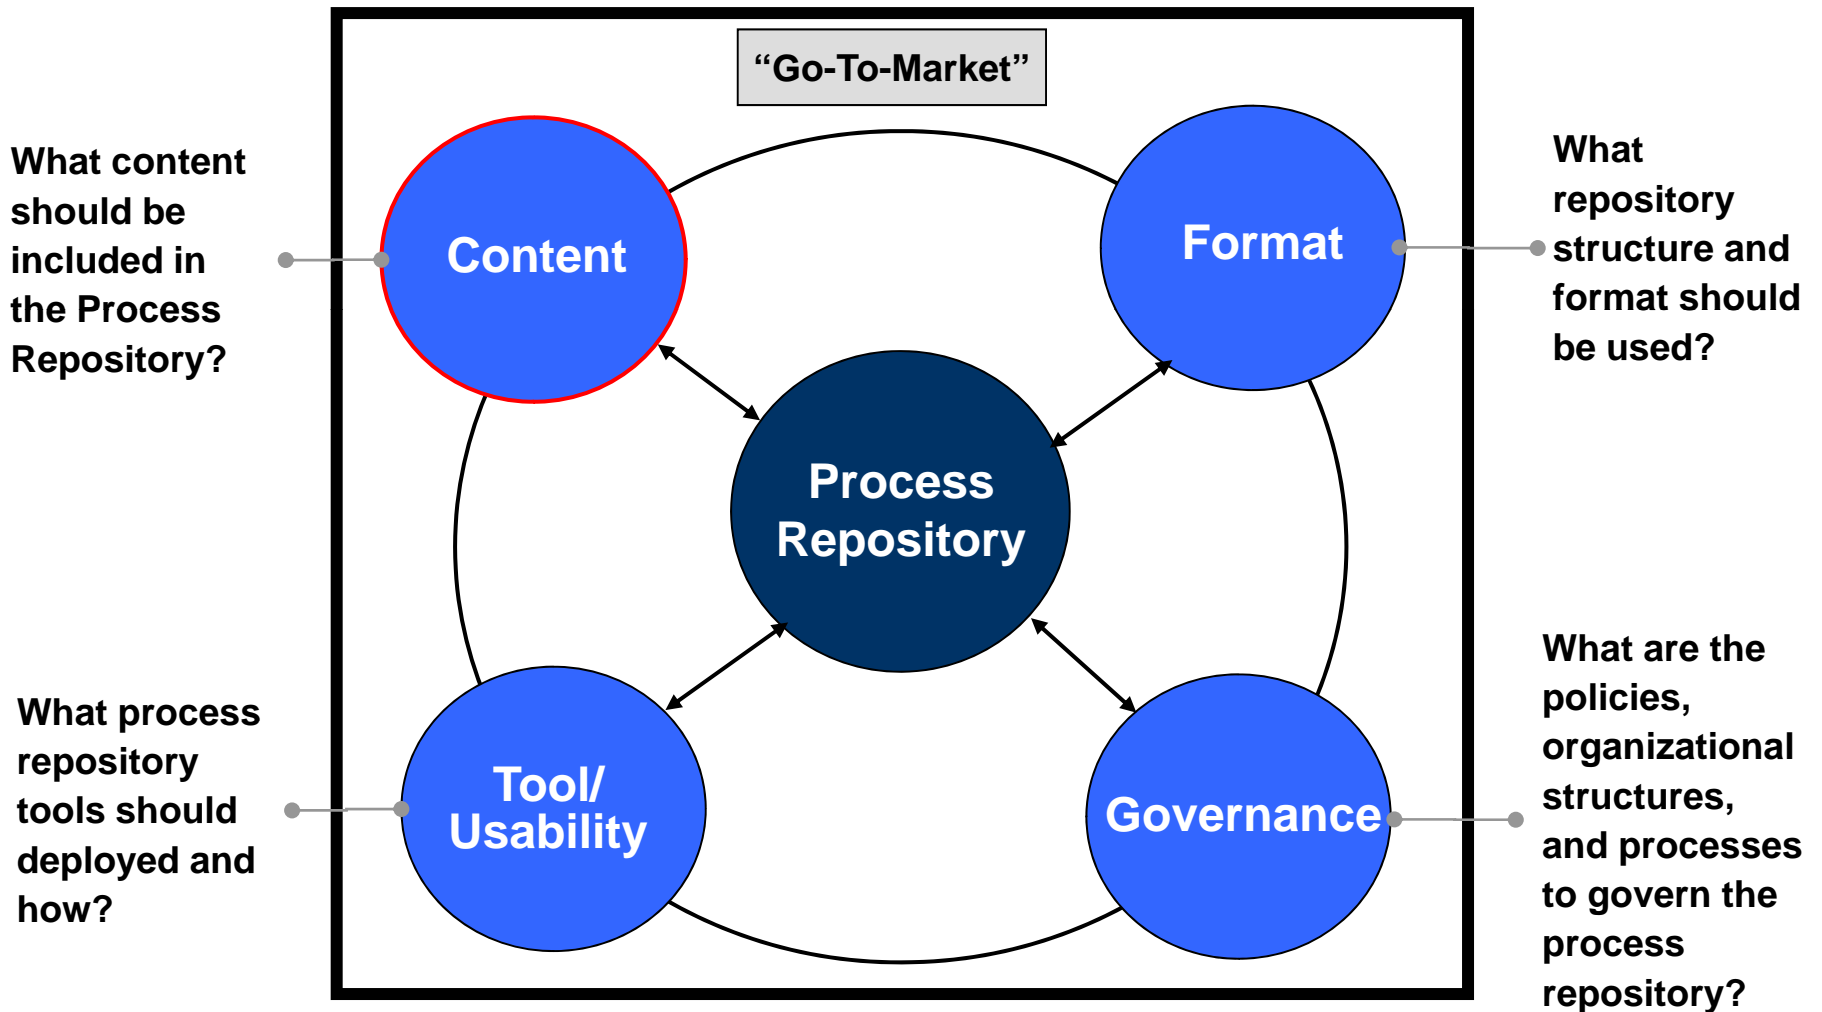 “Go-To-Market”
What content
should be
included in
the Process
Repository?
Content
Format
What
repository
structure and
format should
be used?
Process
Repository
What process
repository
tools should
deployed and
how?
Tool/
Usability
Governance
What are the
policies,
organizational
structures,
and processes
to govern the
process
repository?